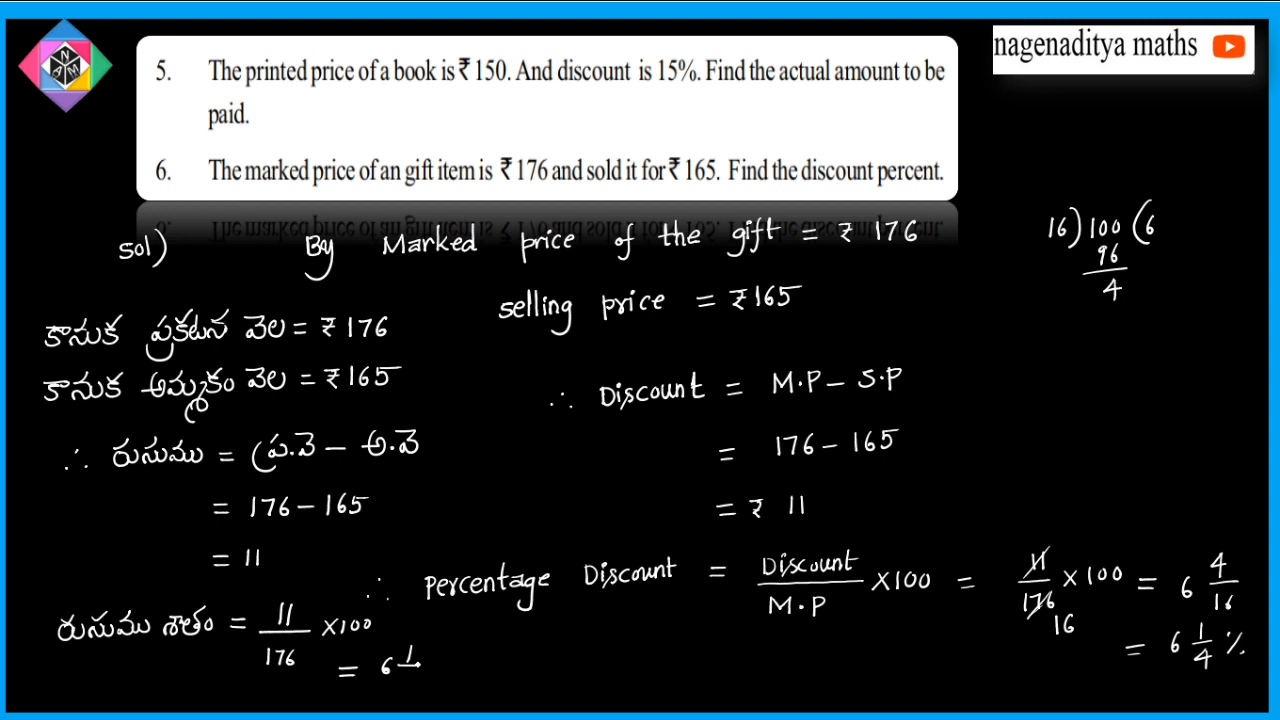 N
A M
nagenaditya maths
5. The printed price of a book is ₹ 150. And discount is 15%. Find the actual amount to be
paid.
6. The marked price of an gift item is ₹ 176 and sold it for ₹ 165. Find the discount percent.
sol) By Marked price of the gift = ₹ 176
selling price = ₹165
16) 100 (6
96
4
కానుక ప్రకటన వెల = ₹ 176
కానుక అమ్మకం వెల = ₹ 165
∴ రుసుము = ప్ర.వె – అ.వె
= 176 – 165
= 11
రుసుము శాతం = 11/176 ×100
= 6 1
∴ Discount = M.P – S.P
= 176 – 165
= ₹ 11
∴ Percentage Discount = Discount/M.P ×100 = 11/176 ×100 = 6 4/16
16
= 6 1/4 %